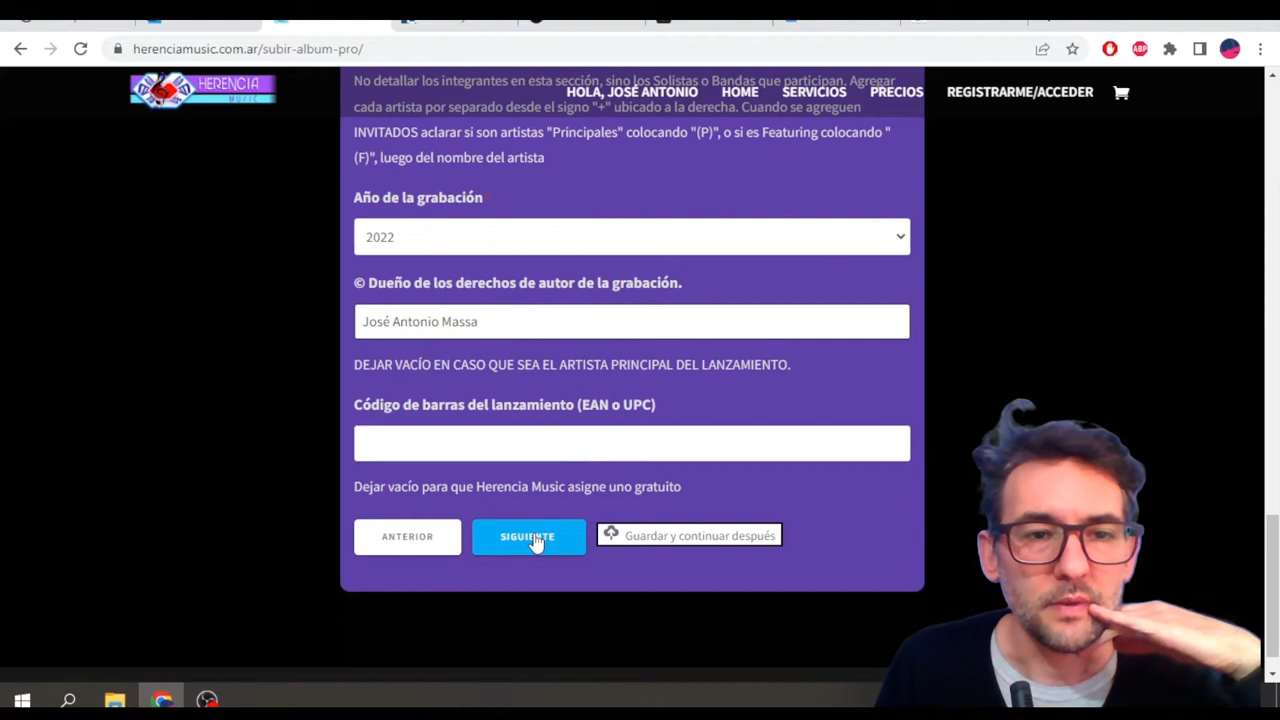 herenciamusic.com.ar/subir-album-pro/
ABP
HERENCIA
MUSIC
HOLA, JOSÉ ANTONIO HOME SERVICIOS PRECIOS REGISTRARME/ACCEDER
No detallar los integrantes en esta sección, sino los Solistas o Bandas que participan. Agregar
cada artista por separado desde el signo "+" ubicado a la derecha. Cuando se agreguen
INVITADOS aclarar si son artistas "Principales" colocando "(P)", o si es Featuring colocando "
(F)", luego del nombre del artista
Año de la grabación *
2022
© Dueño de los derechos de autor de la grabación.
José Antonio Massa
DEJAR VACÍO EN CASO QUE SEA EL ARTISTA PRINCIPAL DEL LANZAMIENTO.
Código de barras del lanzamiento (EAN o UPC)
Dejar vacío para que Herencia Music asigne uno gratuito
ANTERIOR SIGUIENTE Guardar y continuar después